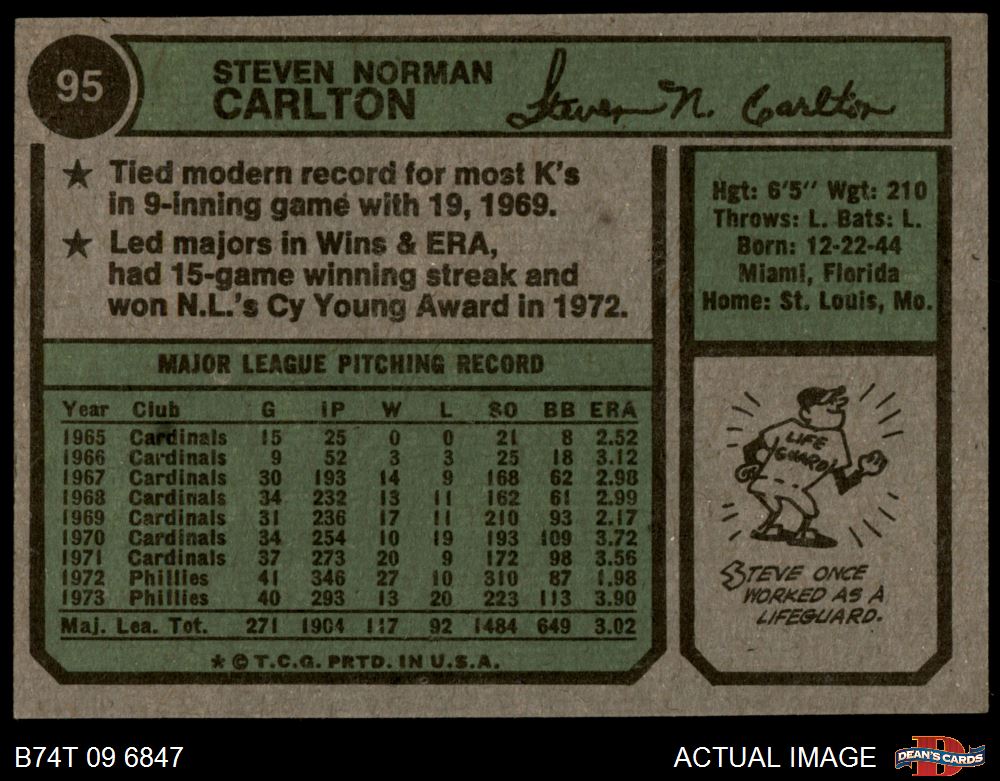 95
STEVEN NORMAN
CARLTON
Steven N. Carlton
★ Tied modern record for most K's
in 9-inning game with 19, 1969.
★ Led majors in Wins & ERA,
had 15-game winning streak and
won N.L.'s Cy Young Award in 1972.
Hgt: 6'5" Wgt: 210
Throws: L. Bats: L.
Born: 12-22-44
Miami, Florida
Home: St. Louis, Mo.
MAJOR LEAGUE PITCHING RECORD
Year Club G IP W L SO BB ERA
1965 Cardinals 15 25 0 0 21 8 2.52
1966 Cardinals 9 52 3 3 25 18 3.12
1967 Cardinals 30 193 14 9 168 62 2.98
1968 Cardinals 34 232 13 11 162 61 2.99
1969 Cardinals 31 236 17 11 210 93 2.17
1970 Cardinals 34 254 10 19 193 109 3.72
1971 Cardinals 37 273 20 9 172 98 3.56
1972 Phillies 41 346 27 10 310 87 1.98
1973 Phillies 40 293 13 20 223 113 3.90
Maj. Lea. Tot. 271 1904 117 92 1484 649 3.02
★ © T.C.G. PRTD. IN U.S.A.
LIFE
GUARD
STEVE ONCE
WORKED AS A
LIFEGUARD.
B74T 09 6847
ACTUAL IMAGE
D
DEAN'S CARDS